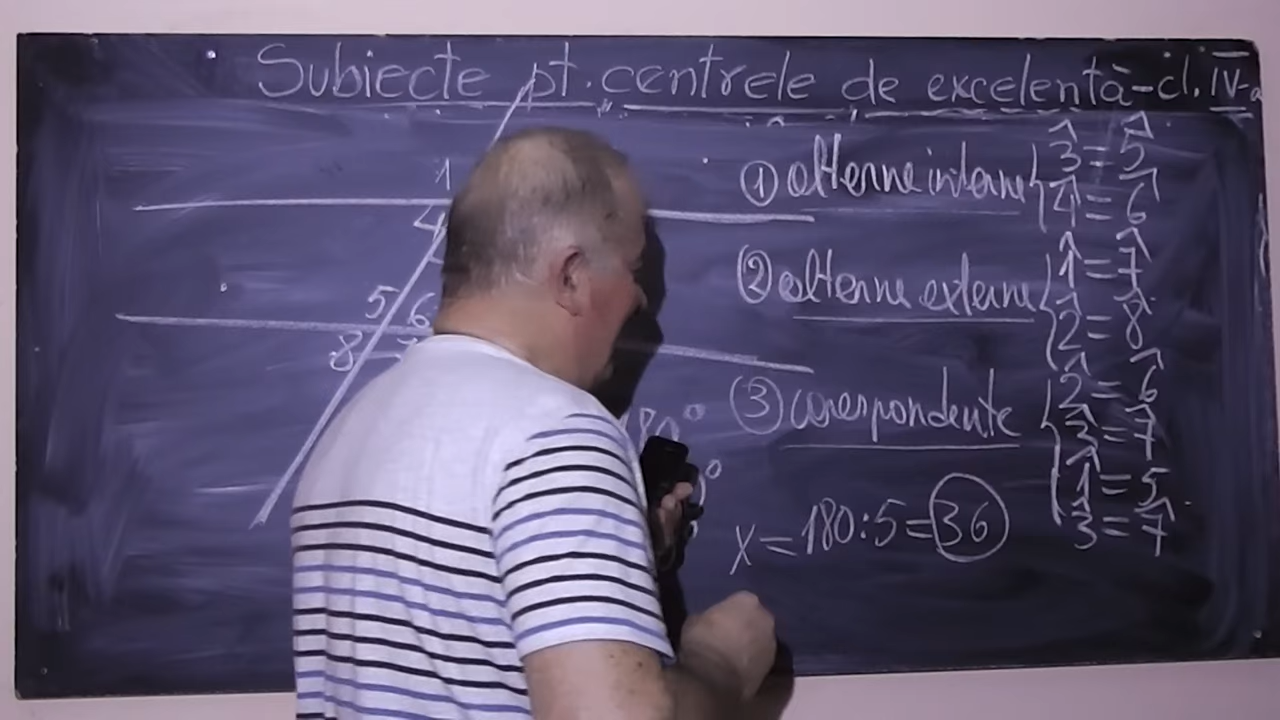 Subiecte pt. centrele de excelență - cl. IV-a
1
4
5 6
8
① alterne interne { 3̂ = 5̂
4̂ = 6̂
② alterne externe { 1̂ = 7̂
2̂ = 8̂
③ corespondente { 2̂ = 6̂
3̂ = 7̂
1̂ = 5
3̂ = 7̂
180°
x = 180:5 = 36